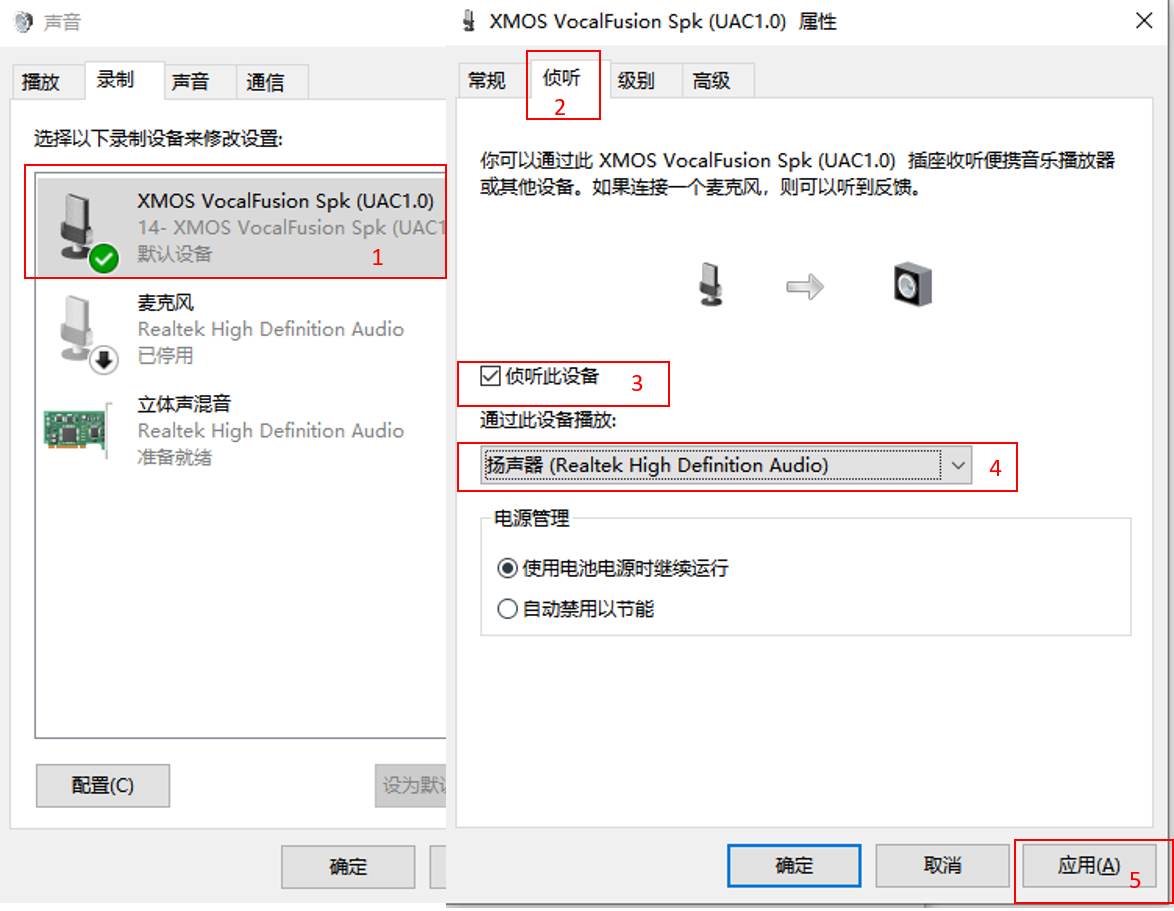 声音
播放
录制
声音
通信
选择以下录制设备来修改设置:
XMOS VocalFusion Spk (UAC1.0)
14- XMOS VocalFusion Spk (UAC1
默认设备
1
麦克风
Realtek High Definition Audio
已停用
立体声混音
Realtek High Definition Audio
准备就绪
配置(C)
设为默认
确定
XMOS VocalFusion Spk (UAC1.0) 属性
常规
侦听
2
级别
高级
你可以通过此 XMOS VocalFusion Spk (UAC1.0) 插座收听便携音乐播放器
或其他设备。如果连接一个麦克风，则可以听到反馈。
侦听此设备
3
通过此设备播放:
扬声器 (Realtek High Definition Audio)
4
电源管理
使用电池电源时继续运行
自动禁用以节能
确定
取消
应用(A)
5